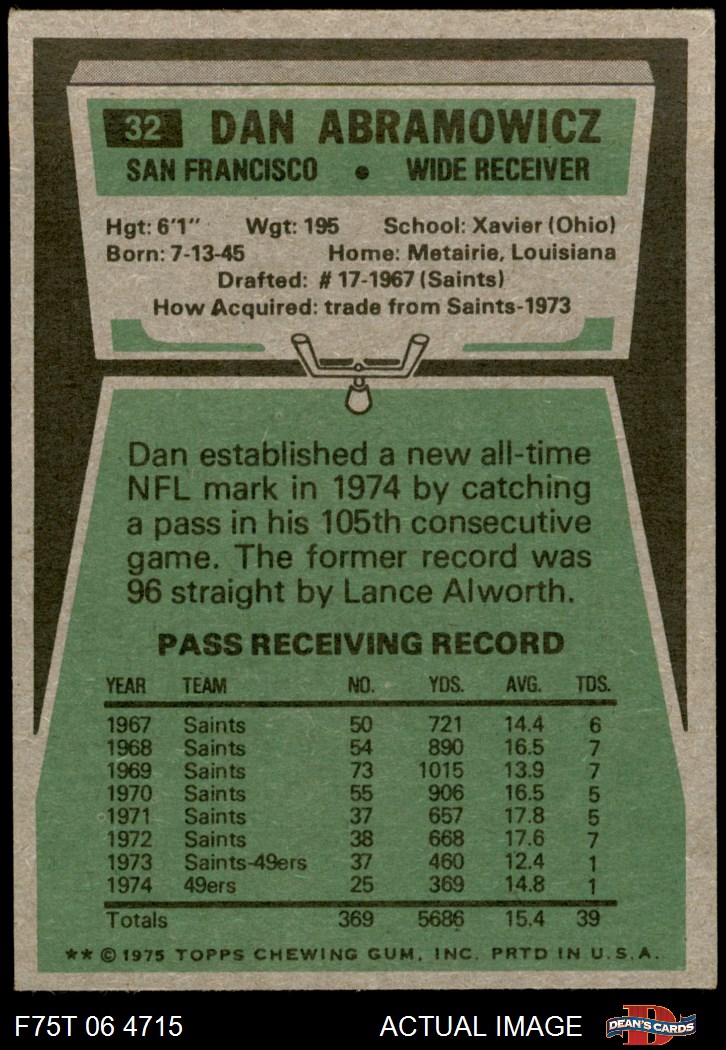 32 DAN ABRAMOWICZ
SAN FRANCISCO • WIDE RECEIVER
Hgt: 6'1" Wgt: 195 School: Xavier (Ohio)
Born: 7-13-45 Home: Metairie, Louisiana
Drafted: # 17-1967 (Saints)
How Acquired: trade from Saints-1973
Dan established a new all-time
NFL mark in 1974 by catching
a pass in his 105th consecutive
game. The former record was
96 straight by Lance Alworth.
PASS RECEIVING RECORD
YEAR TEAM NO. YDS. AVG. TDS.
1967 Saints 50 721 14.4 6
1968 Saints 54 890 16.5 7
1969 Saints 73 1015 13.9 7
1970 Saints 55 906 16.5 5
1971 Saints 37 657 17.8 5
1972 Saints 38 668 17.6 7
1973 Saints-49ers 37 460 12.4 1
1974 49ers 25 369 14.8 1
Totals 369 5686 15.4 39
** © 1975 TOPPS CHEWING GUM, INC. PRTD IN U.S.A.
F75T 06 4715 ACTUAL IMAGE D DEAN'S CARDS